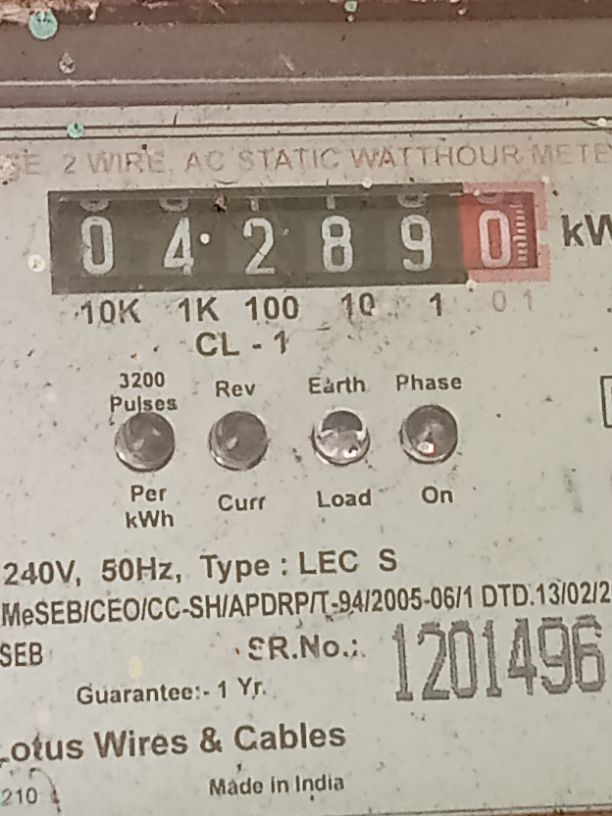 2 WIRE AC STATIC WATTHOUR METE
0 4 2 8 9 0 kW
10K 1K 100 10 1 0 1
CL - 1
3200 Pulses Rev Earth Phase
Per kWh Curr Load On
240V, 50Hz, Type : LEC S
MeSEB/CEO/CC-SH/APDRP/T-94/2005-06/1 DTD.13/02/2
SEB SR.No.:. 1201496
Guarantee:- 1 Yr.
Lotus Wires & Cables
210 Made in India